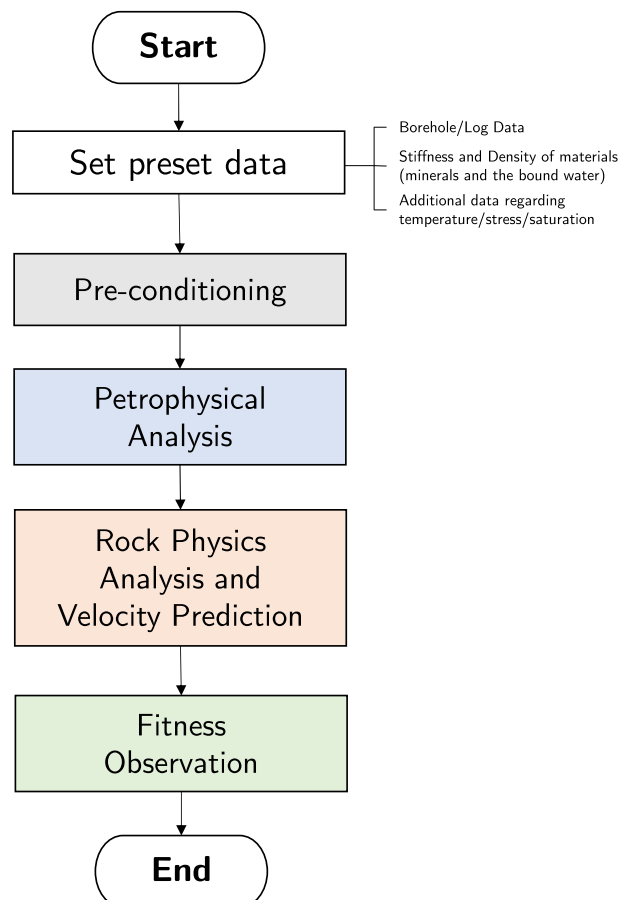 Start
Set preset data
Borehole/Log Data
Stiffness and Density of materials
(minerals and the bound water)
Additional data regarding
temperature/stress/saturation
Pre-conditioning
Petrophysical
Analysis
Rock Physics
Analysis and
Velocity Prediction
Fitness
Observation
End